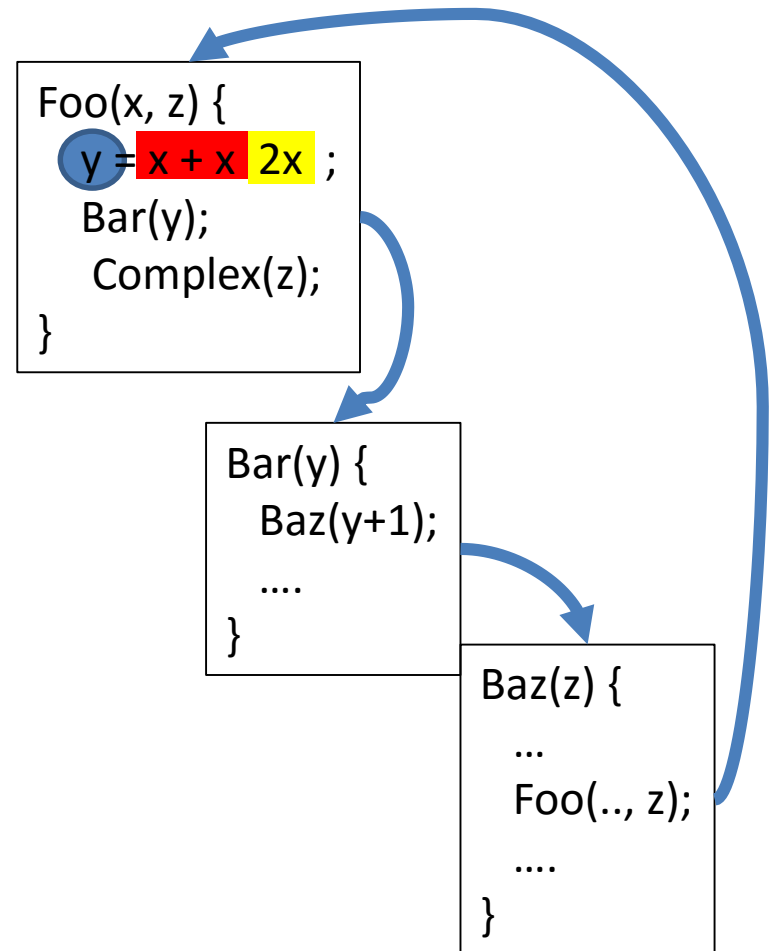 Foo(x, z) {
y = x + x 2x ;
Bar(y);
Complex(z);
}
Bar(y) {
Baz(y+1);
....
}
Baz(z) {
...
Foo(.., z);
....
}